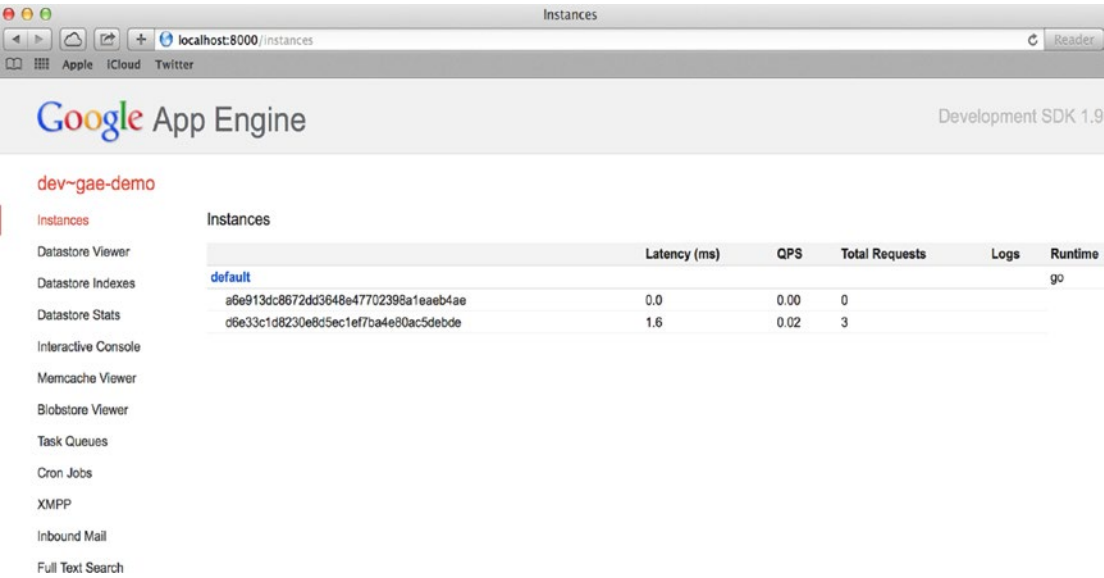 Instances
localhost:8000/instances
Reader
Apple iCloud Twitter
Google App Engine
Development SDK 1.9
dev~gae-demo
Instances
Datastore Viewer
Datastore Indexes
Datastore Stats
Interactive Console
Memcache Viewer
Blobstore Viewer
Task Queues
Cron Jobs
XMPP
Inbound Mail
Full Text Search
Instances
Latency (ms) QPS Total Requests Logs Runtime
default go
a6e913dc8672dd3648e47702398a1eaeb4ae 0.0 0.00 0
d6e33c1d8230e8d5ec1ef7ba4e80ac5debde 1.6 0.02 3